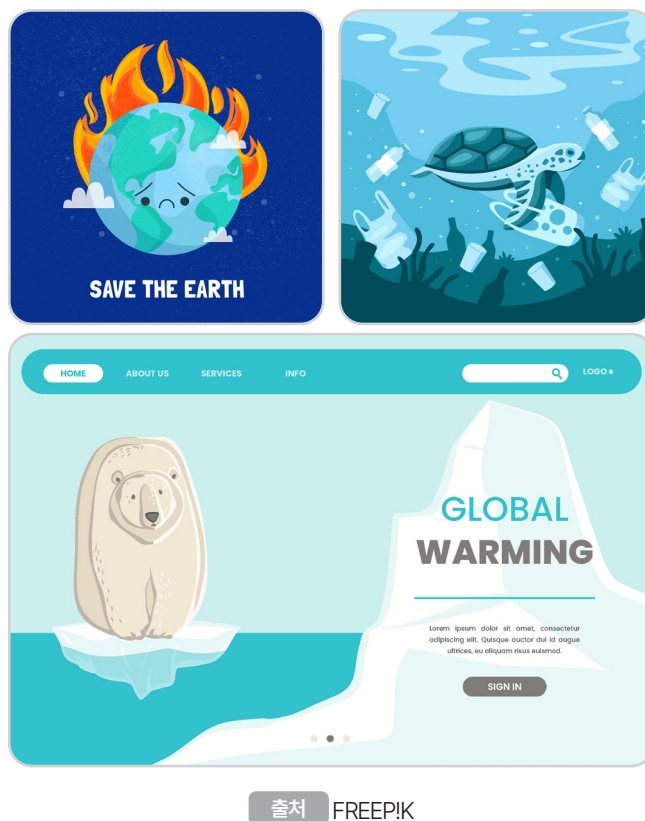 SAVE THE EARTH
HOME ABOUT US SERVICES INFO LOGO
GLOBAL
WARMING
Lorem ipsum dolor sit amet, consectetur
adipiscing elit. Quisque auctor dui id augue
ultrices, eu aliquam risus euismod.
SIGN IN
출처 FREEP!K